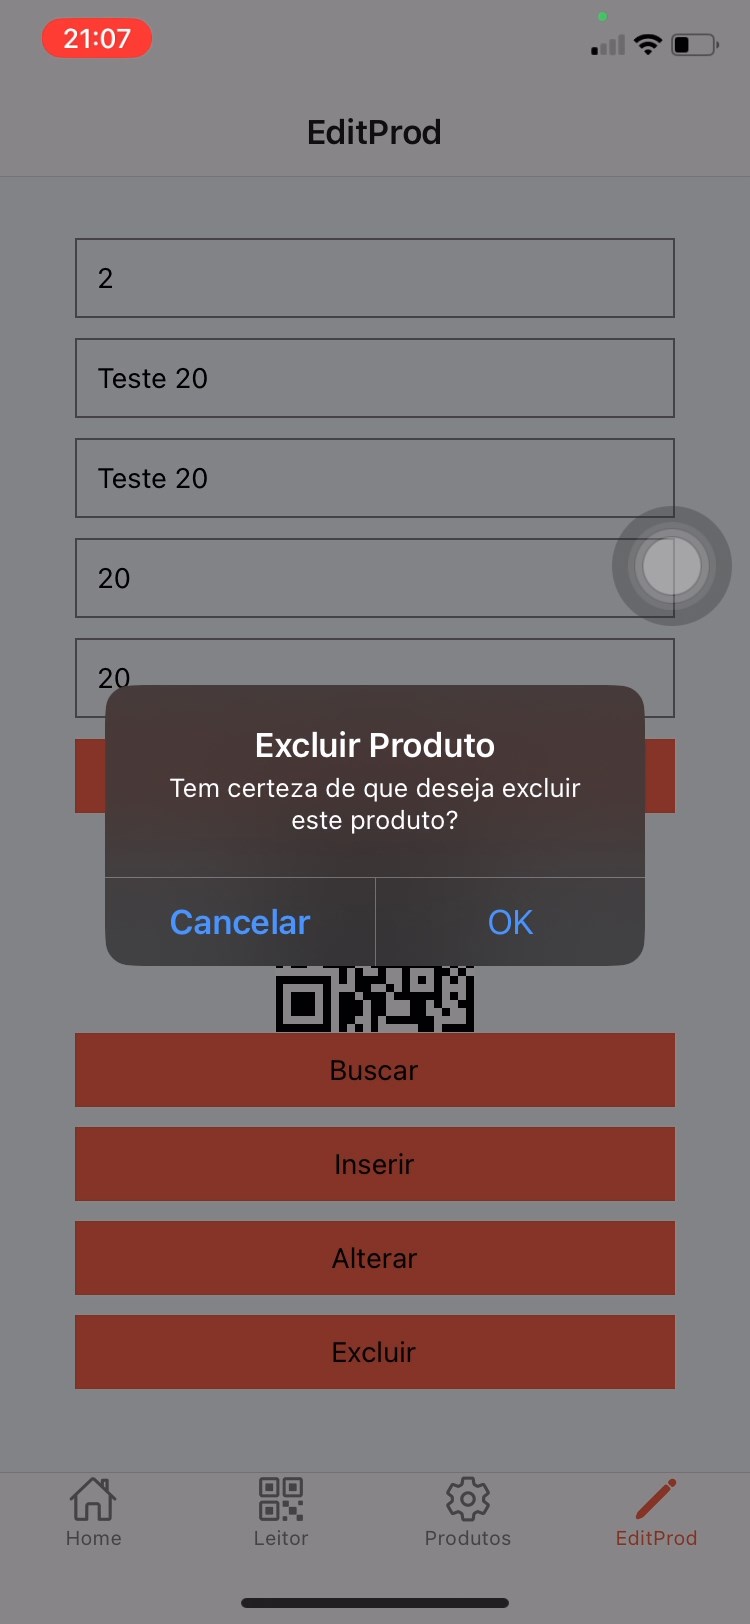 21:07
EditProd
2
Teste 20
Teste 20
20
20
Excluir Produto
Tem certeza de que deseja excluir
este produto?
Cancelar
OK
Buscar
Inserir
Alterar
Excluir
Home
Leitor
Produtos
EditProd